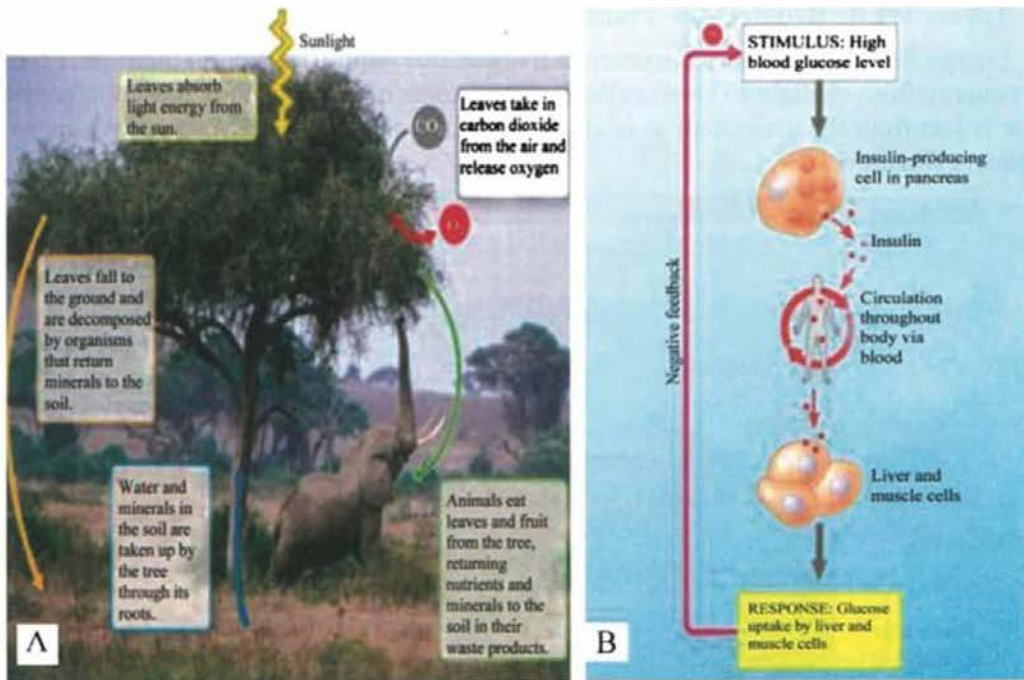 Sunlight
Leaves absorb
light energy from
the sun.
CO₂
Leaves take in
carbon dioxide
from the air and
release oxygen
Leaves fall to
the ground and
are decomposed
by organisms
that return
minerals to the
soil.
Water and
minerals in
the soil are
taken up by
the tree
through its
roots.
Animals eat
leaves and fruit
from the tree,
returning
nutrients and
minerals to the
soil in their
waste products.
A
STIMULUS: High
blood glucose level
Insulin-producing
cell in pancreas
Insulin
Circulation
throughout
body via
blood
Negative feedback
Liver and
muscle cells
RESPONSE: Glucose
uptake by liver and
muscle cells
B